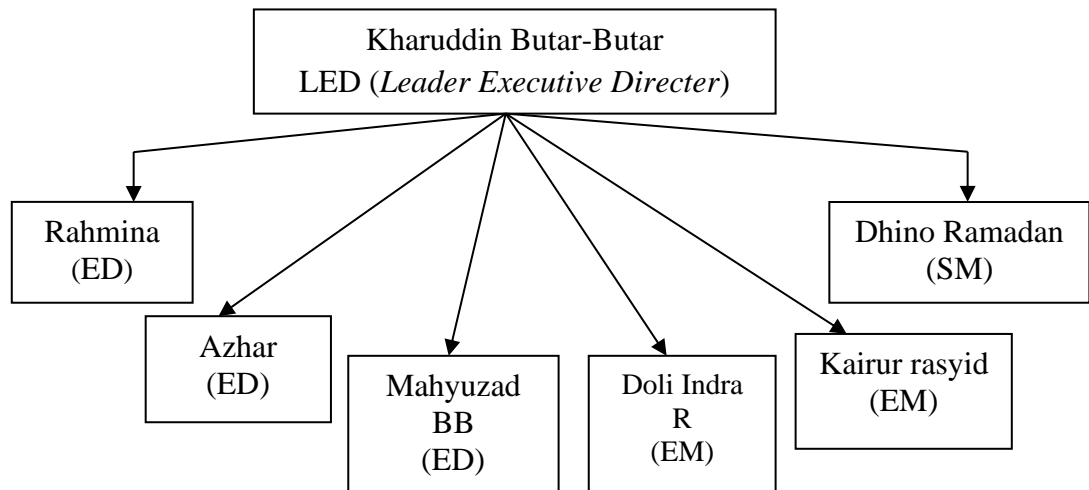 Kharuddin Butar-Butar
LED (Leader Executive Directer)
Rahmina
(ED)
Dhino Ramadan
(SM)
Azhar
(ED)
Mahyuzad
BB
(ED)
Doli Indra
R
(EM)
Kairur rasyid
(EM)